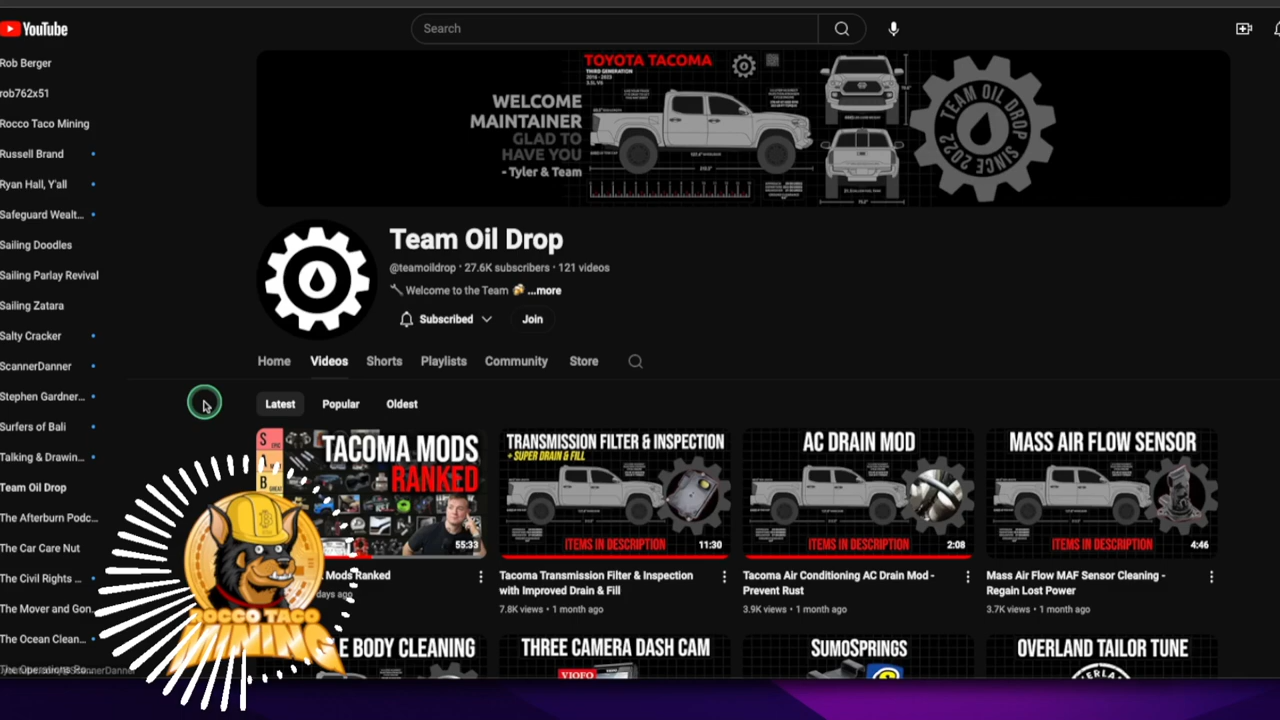 YouTube
Search
Rob Berger
rob762x51
Rocco Taco Mining
Russell Brand
Ryan Hall, Y'all
Safeguard Wealt...
Sailing Doodles
Sailing Parlay Revival
Sailing Zatara
Salty Cracker
ScannerDanner
Stephen Gardner...
Surfers of Bali
Talking & Drawin...
Team Oil Drop
The Afterburn Podc...
The Car Care Nut
The Civil Rights ...
The Mover and Gon...
The Ocean Clean...
TOYOTA TACOMA
THIRD GENERATION
WELCOME
MAINTAINER
GLAD TO
HAVE YOU
- Tyler & Team
TEAM OIL DROP
SINCE 2022
Team Oil Drop
@teamoildrop · 27.6K subscribers · 121 videos
Welcome to the Team ...more
Subscribed
Join
Home
Videos
Shorts
Playlists
Community
Store
Latest
Popular
Oldest
S
EPIC
B
GREAT
TACOMA MODS
RANKED
55:33
Mods Ranked
days ago
TRANSMISSION FILTER & INSPECTION
+ SUPER DRAIN & FILL
ITEMS IN DESCRIPTION
11:30
Tacoma Transmission Filter & Inspection
with Improved Drain & Fill
7.8K views · 1 month ago
AC DRAIN MOD
ITEMS IN DESCRIPTION
2:08
Tacoma Air Conditioning AC Drain Mod -
Prevent Rust
3.9K views · 1 month ago
MASS AIR FLOW SENSOR
ITEMS IN DESCRIPTION
4:46
Mass Air Flow MAF Sensor Cleaning -
Regain Lost Power
3.7K views · 1 month ago
E BODY CLEANING
THREE CAMERA DASH CAM
VIOFO
SUMOSPRINGS
OVERLAND TAILOR TUNE
ROCCO TACO
MINING